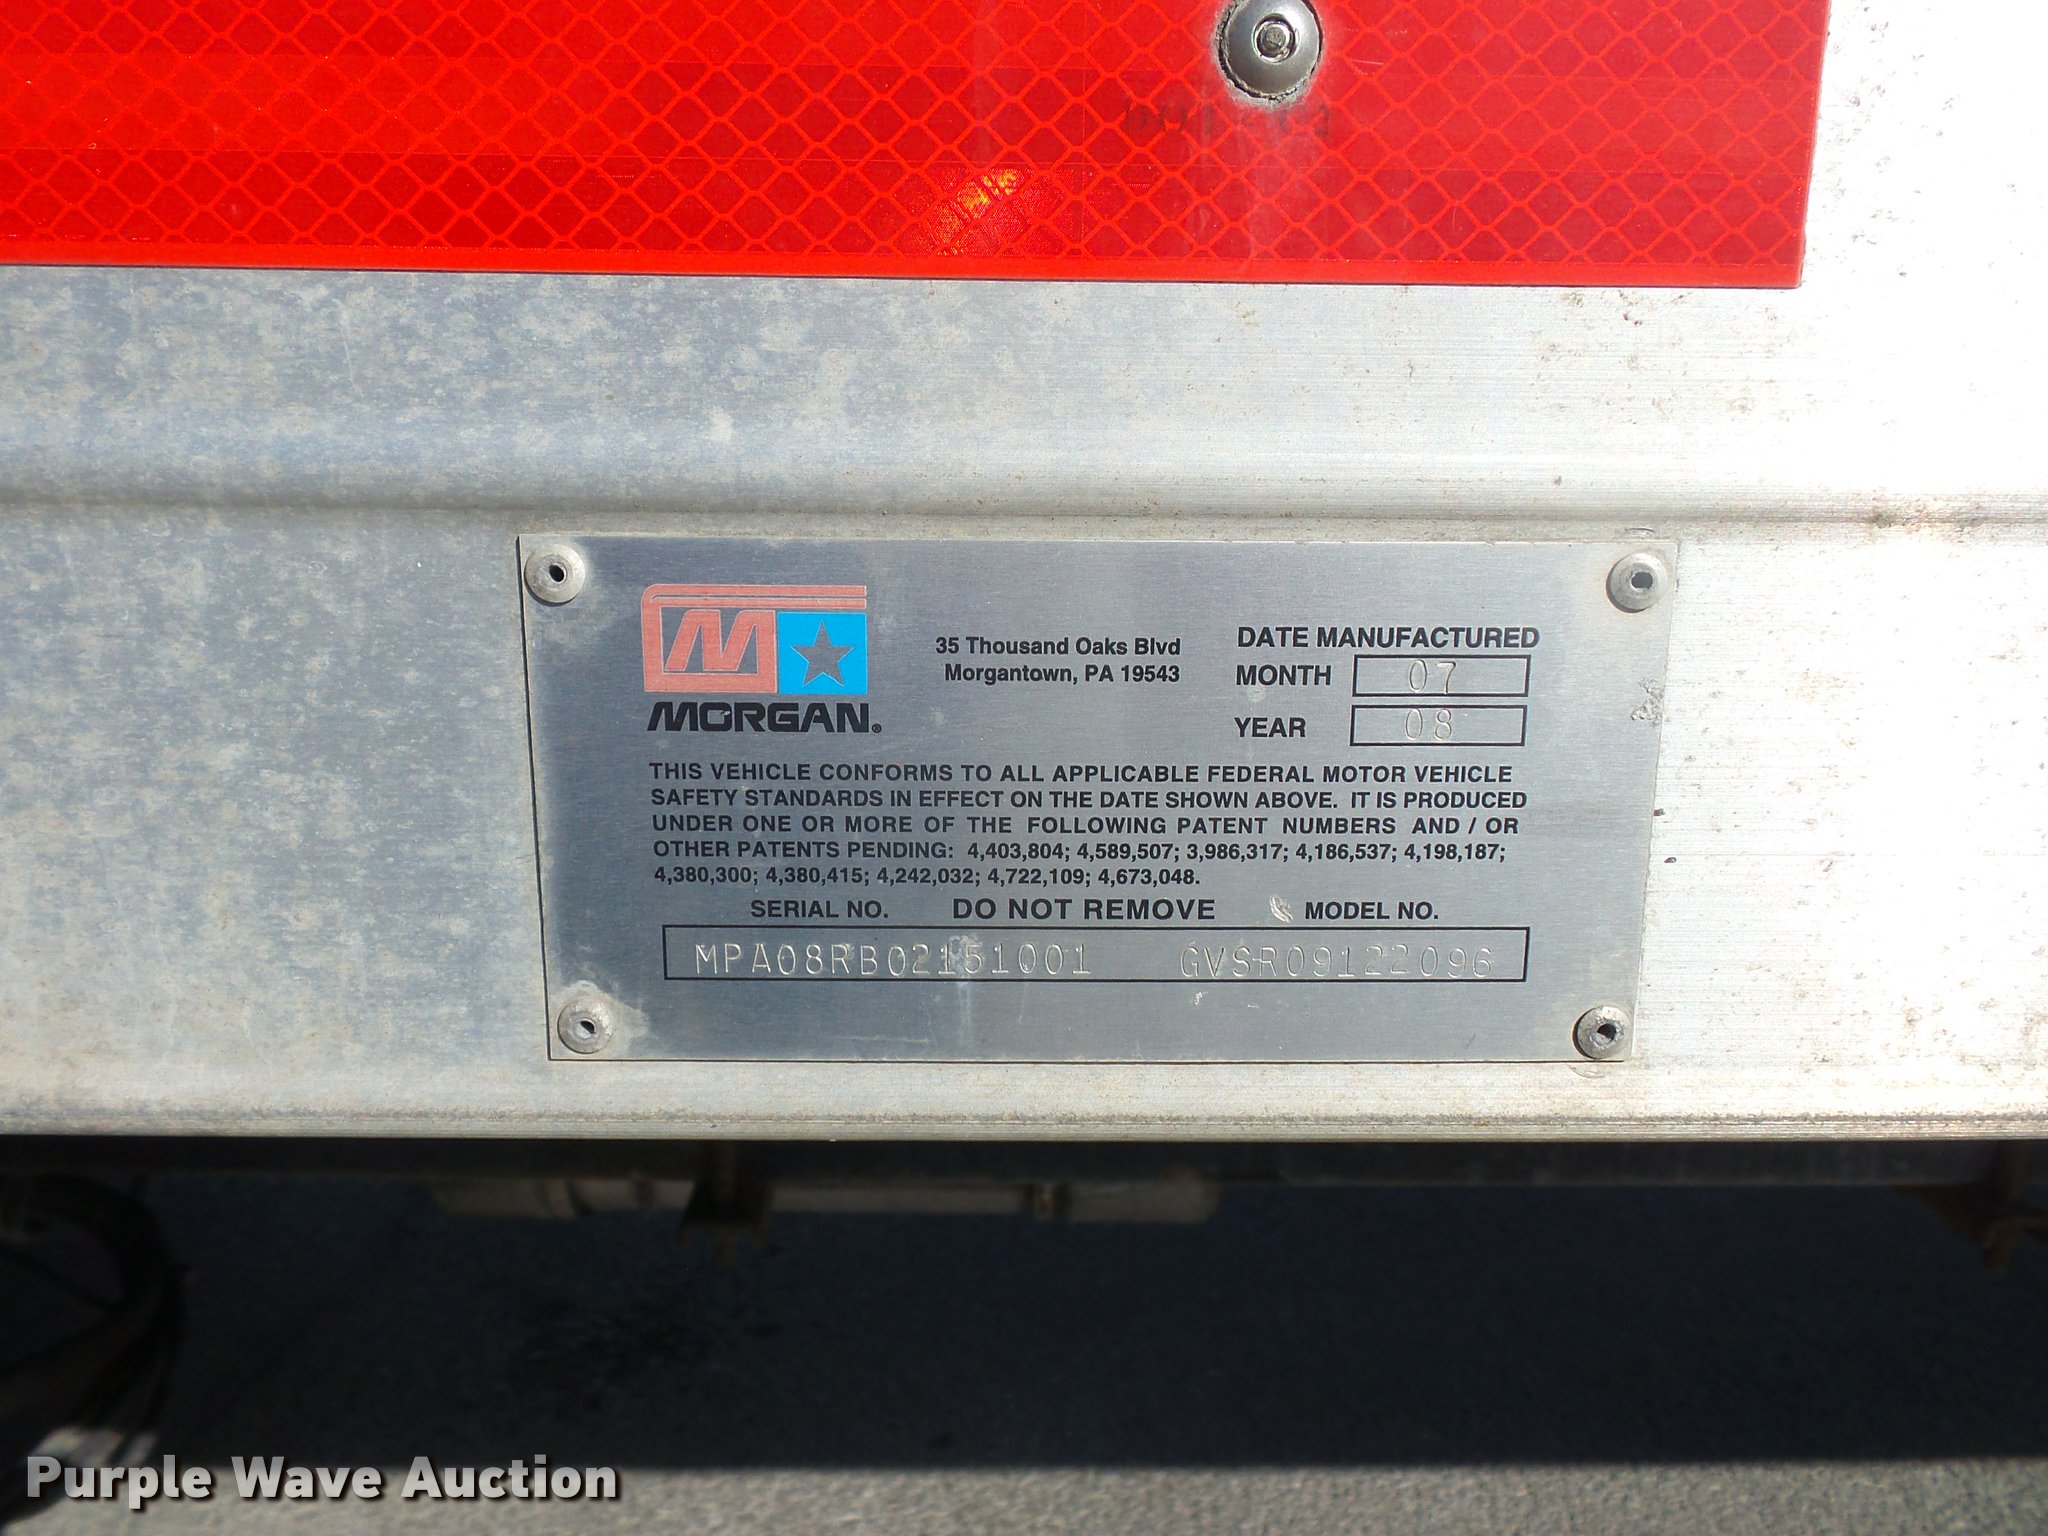 M
MORGAN®
35 Thousand Oaks Blvd
Morgantown, PA 19543
DATE MANUFACTURED
MONTH 07
YEAR 08
THIS VEHICLE CONFORMS TO ALL APPLICABLE FEDERAL MOTOR VEHICLE
SAFETY STANDARDS IN EFFECT ON THE DATE SHOWN ABOVE. IT IS PRODUCED
UNDER ONE OR MORE OF THE FOLLOWING PATENT NUMBERS AND / OR
OTHER PATENTS PENDING: 4,403,804; 4,589,507; 3,986,317; 4,186,537; 4,198,187;
4,380,300; 4,380,415; 4,242,032; 4,722,109; 4,673,048.
SERIAL NO. DO NOT REMOVE MODEL NO.
MPA08RB02151001 GVSR09122096
Purple Wave Auction